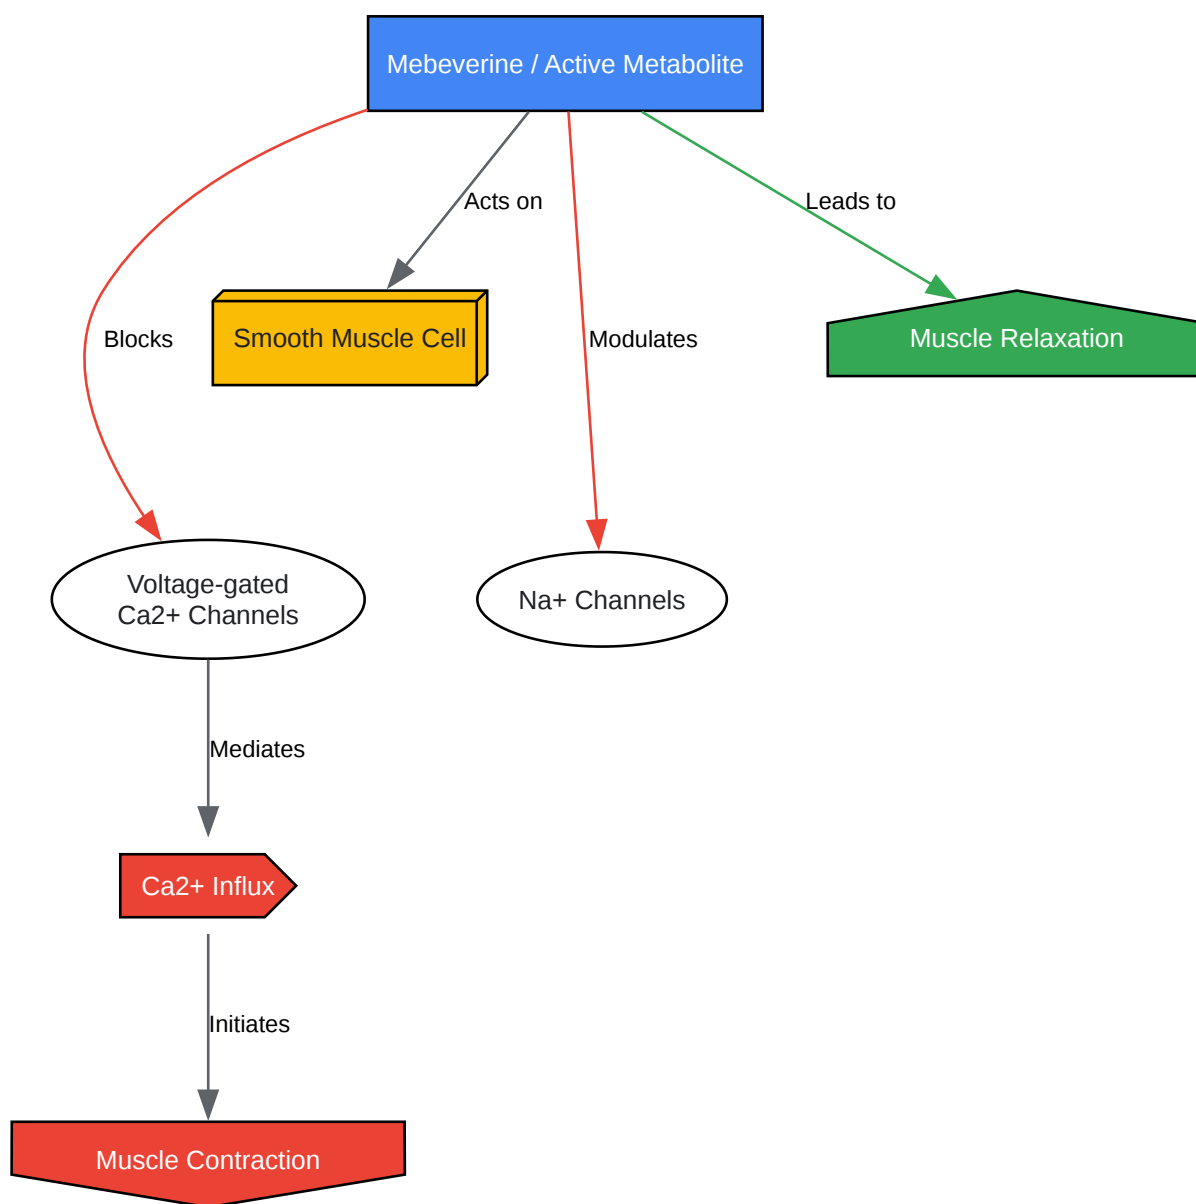 Mebeverine / Active Metabolite
Acts on
Leads to
Blocks
Smooth Muscle Cell
Modulates
Muscle Relaxation
Voltage-gated
Ca2+ Channels
Na+ Channels
Mediates
Ca2+ Influx
Initiates
Muscle Contraction